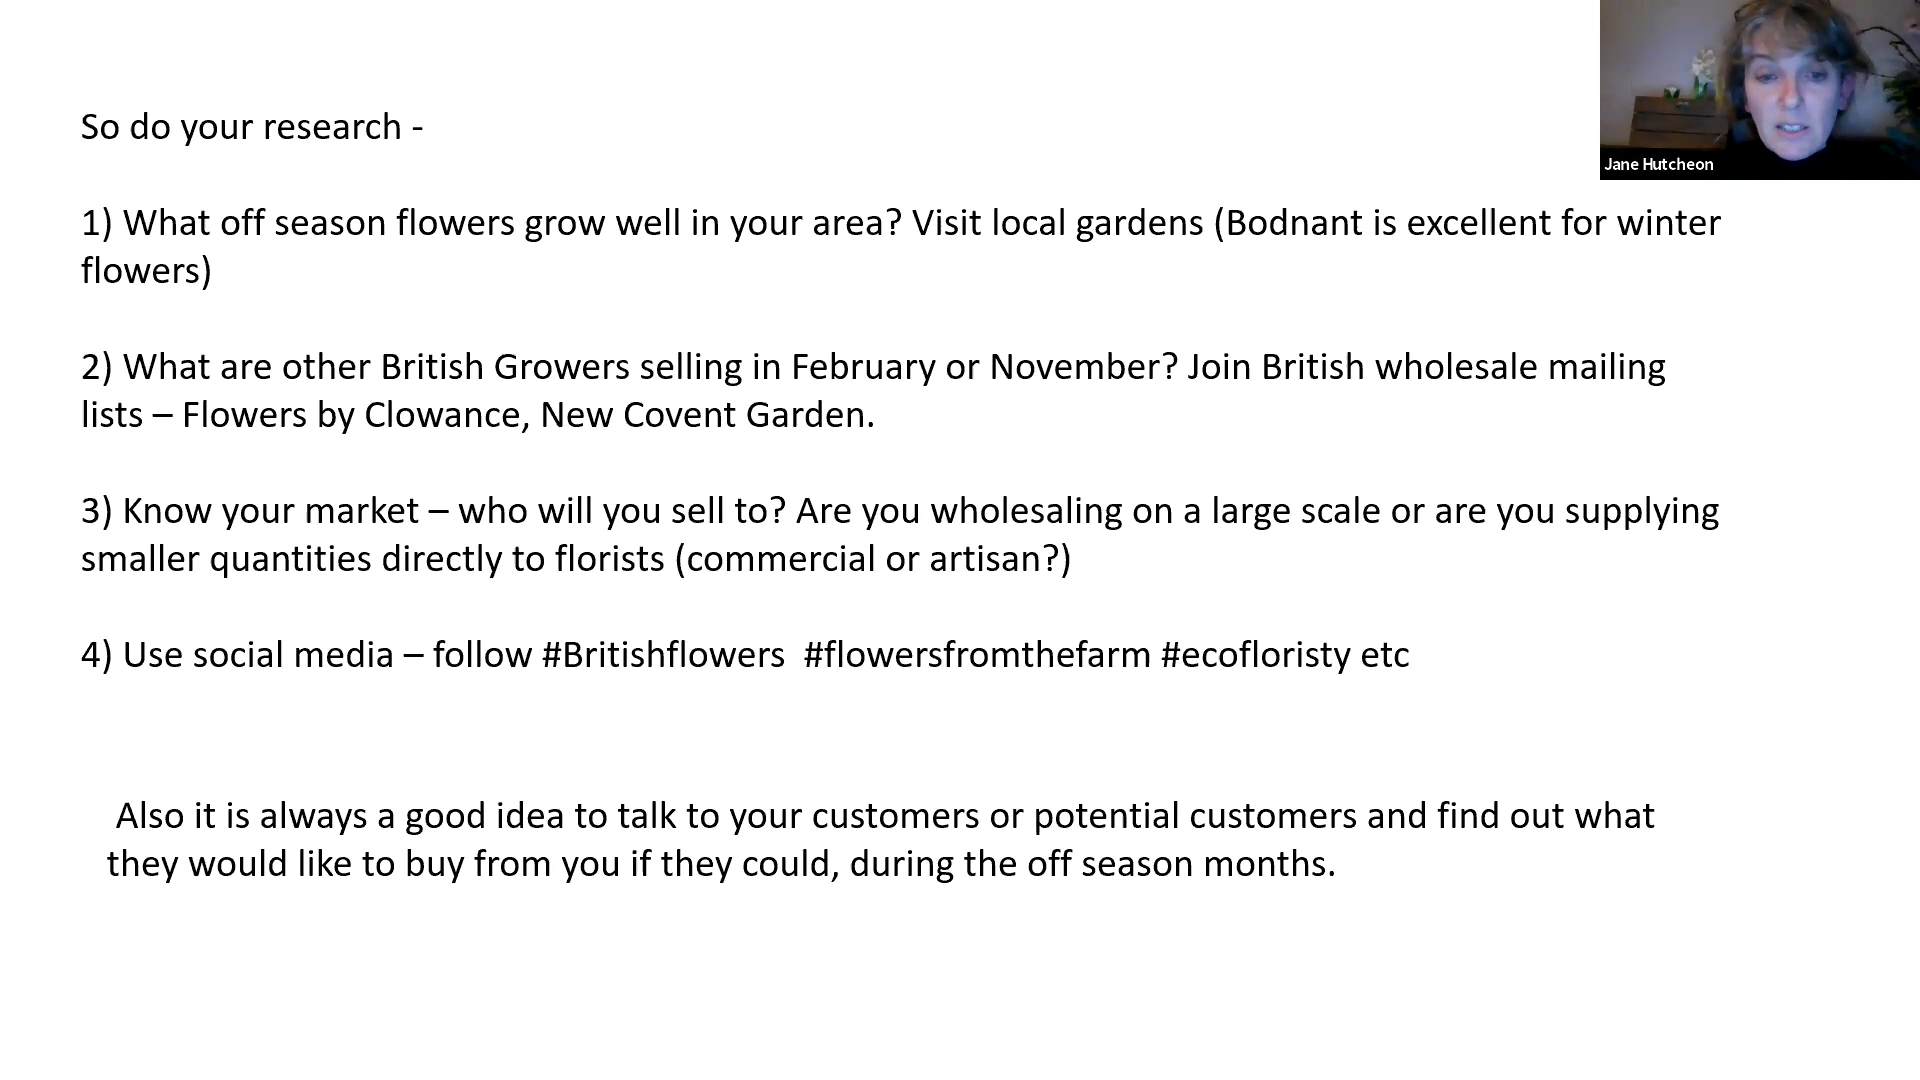 So do your research -
1) What off season flowers grow well in your area? Visit local gardens (Bodnant is excellent for winter
flowers)
2) What are other British Growers selling in February or November? Join British wholesale mailing
lists – Flowers by Clowance, New Covent Garden.
3) Know your market – who will you sell to? Are you wholesaling on a large scale or are you supplying
smaller quantities directly to florists (commercial or artisan?)
4) Use social media – follow #Britishflowers  #flowersfromthefarm #ecofloristy etc
Also it is always a good idea to talk to your customers or potential customers and find out what
they would like to buy from you if they could, during the off season months.
Jane Hutcheon